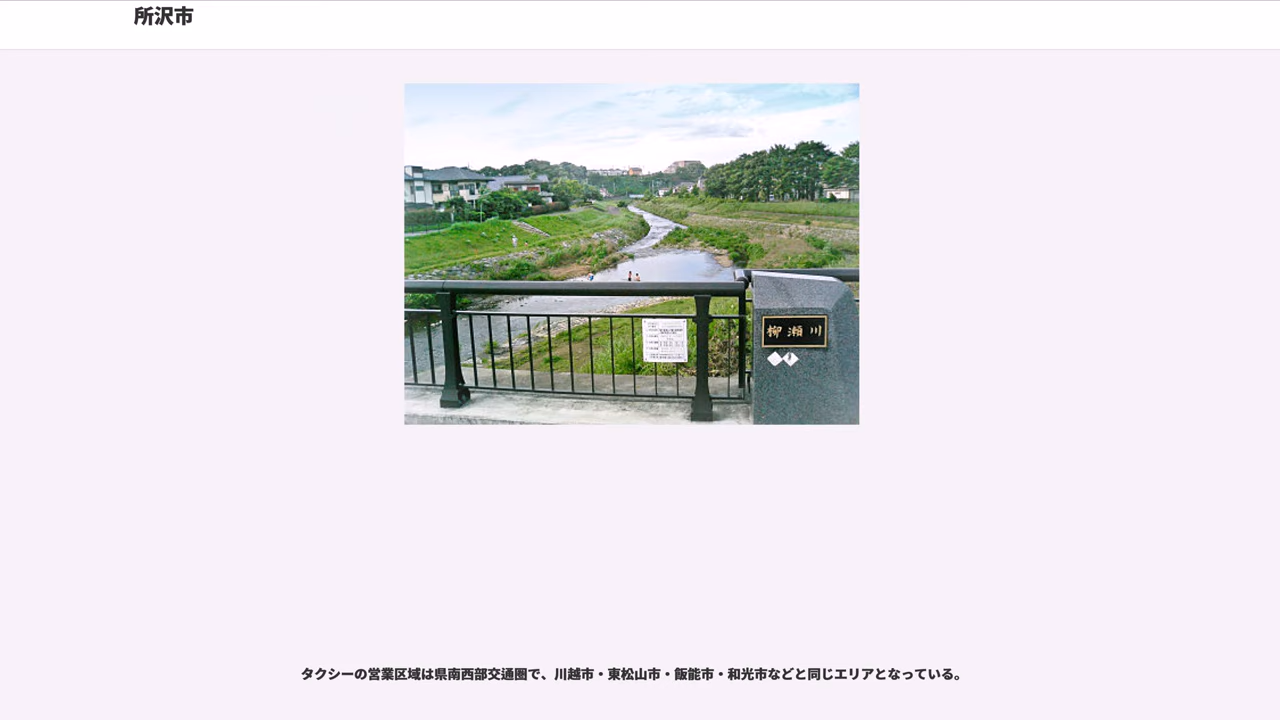 所沢市
柳瀬川
タクシーの営業区域は県南西部交通圏で、川越市・東松山市・飯能市・和光市などと同じエリアとなっている。